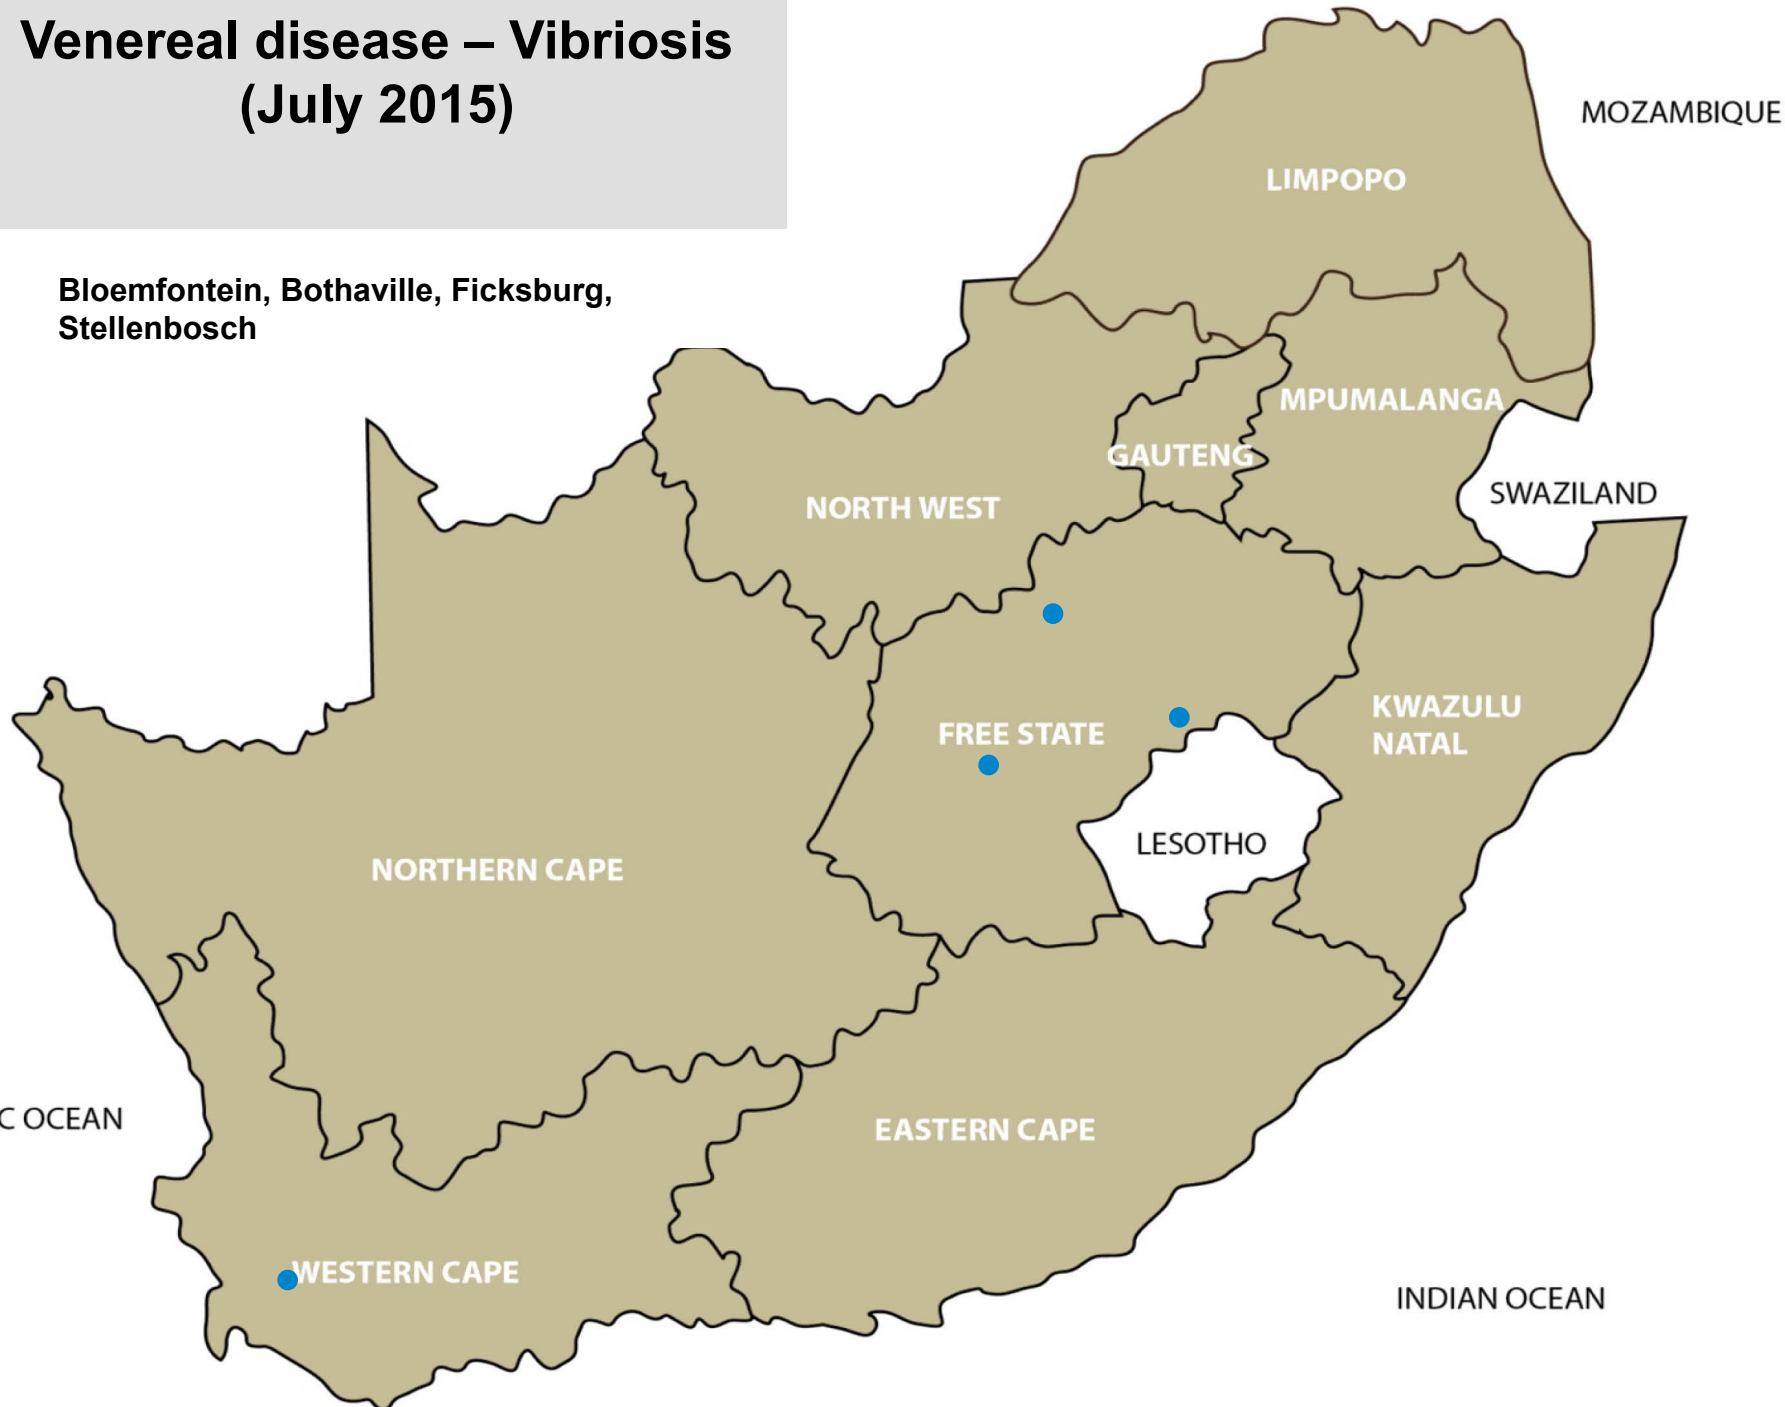 Venereal disease – Vibriosis
(July 2015)
Bloemfontein, Bothaville, Ficksburg,
Stellenbosch
MOZAMBIQUE
LIMPOPO
MPUMALANGA
GAUTENG
SWAZILAND
NORTH WEST
KWAZULU
NATAL
FREE STATE
LESOTHO
NORTHERN CAPE
C OCEAN
EASTERN CAPE
WESTERN CAPE
INDIAN OCEAN